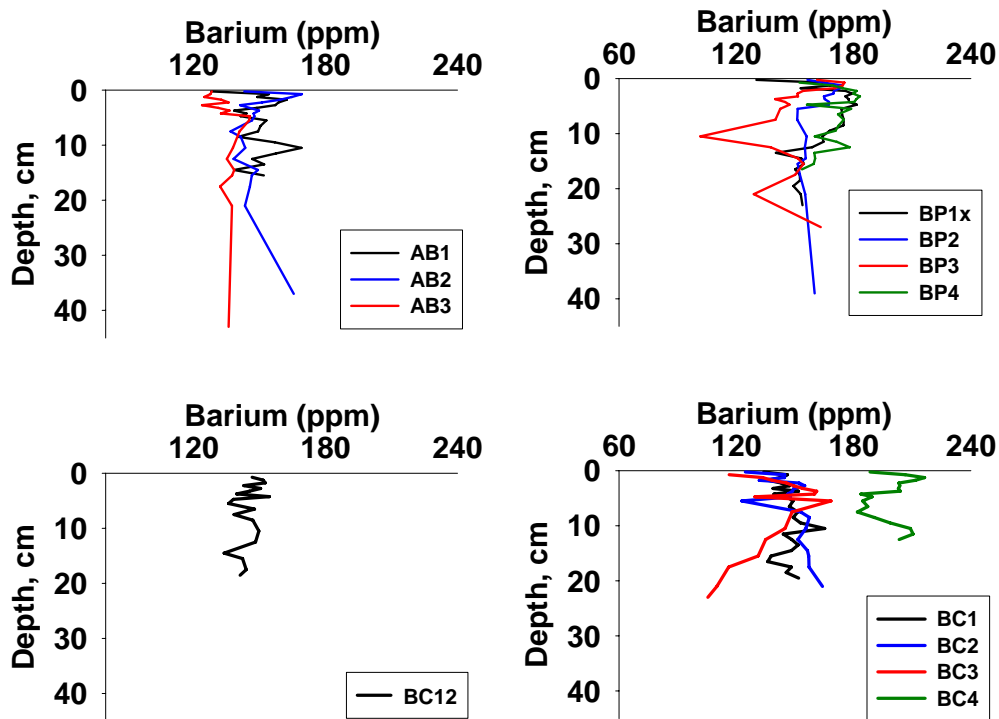 Barium (ppm)
120 180 240
0
10
20
30
40
Depth, cm
AB1
AB2
AB3
Barium (ppm)
60 120 180 240
0
10
20
30
40
Depth, cm
BP1x
BP2
BP3
BP4
Barium (ppm)
120 180 240
0
10
20
30
40
Depth, cm
BC12
Barium (ppm)
60 120 180 240
0
10
20
30
40
Depth, cm
BC1
BC2
BC3
BC4